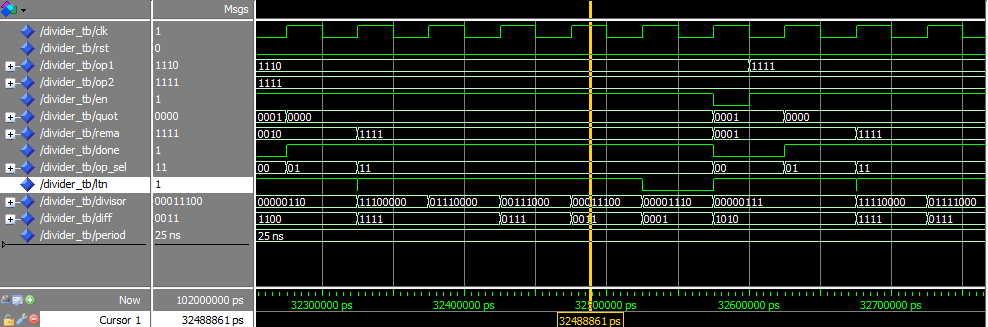 Msgs
/divider_tb/clk 1
/divider_tb/rst 0
/divider_tb/op1 1110 1110 1111
/divider_tb/op2 1111 1111
/divider_tb/en 1
/divider_tb/quot 0000 0001 0000 0001 0000
/divider_tb/rema 1111 0010 1111 0001 1111
/divider_tb/done 1
/divider_tb/op_sel 11 00 01 11 00 01 11
/divider_tb/ltn 1
/divider_tb/divisor 00011100 00000110 11100000 01110000 00111000 00011100 00001110 00000111 11110000 01111000
/divider_tb/diff 0011 1100 1111 0111 0011 0001 1010 1111 0111
/divider_tb/period 25 ns 25 ns
Now 102000000 ps 32300000 ps 32400000 ps 32500000 ps 32600000 ps 32700000 ps
Cursor 1 32488861 ps 32488861 ps